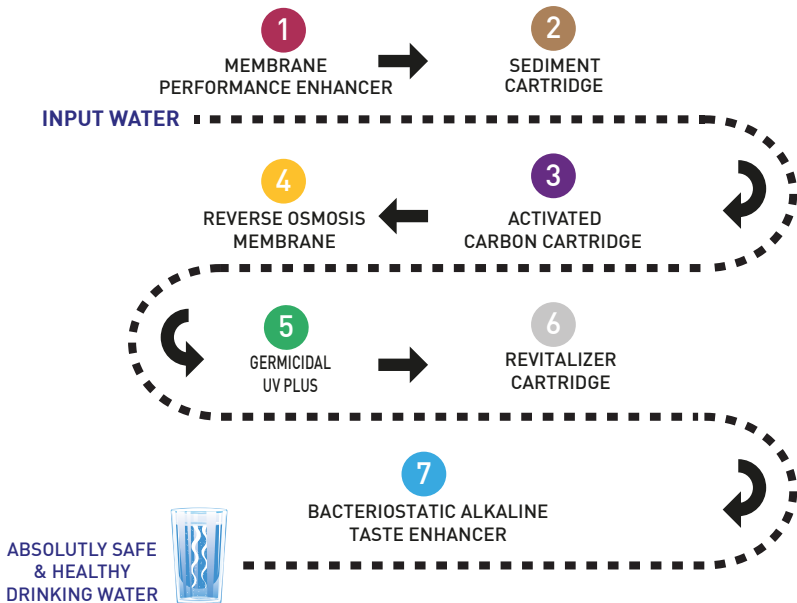 1
MEMBRANE
PERFORMANCE ENHANCER
2
SEDIMENT
CARTRIDGE
INPUT WATER
3
ACTIVATED
CARBON CARTRIDGE
4
REVERSE OSMOSIS
MEMBRANE
5
GERMICIDAL
UV PLUS
6
REVITALIZER
CARTRIDGE
7
BACTERIOSTATIC ALKALINE
TASTE ENHANCER
ABSOLUTLY SAFE
& HEALTHY
DRINKING WATER